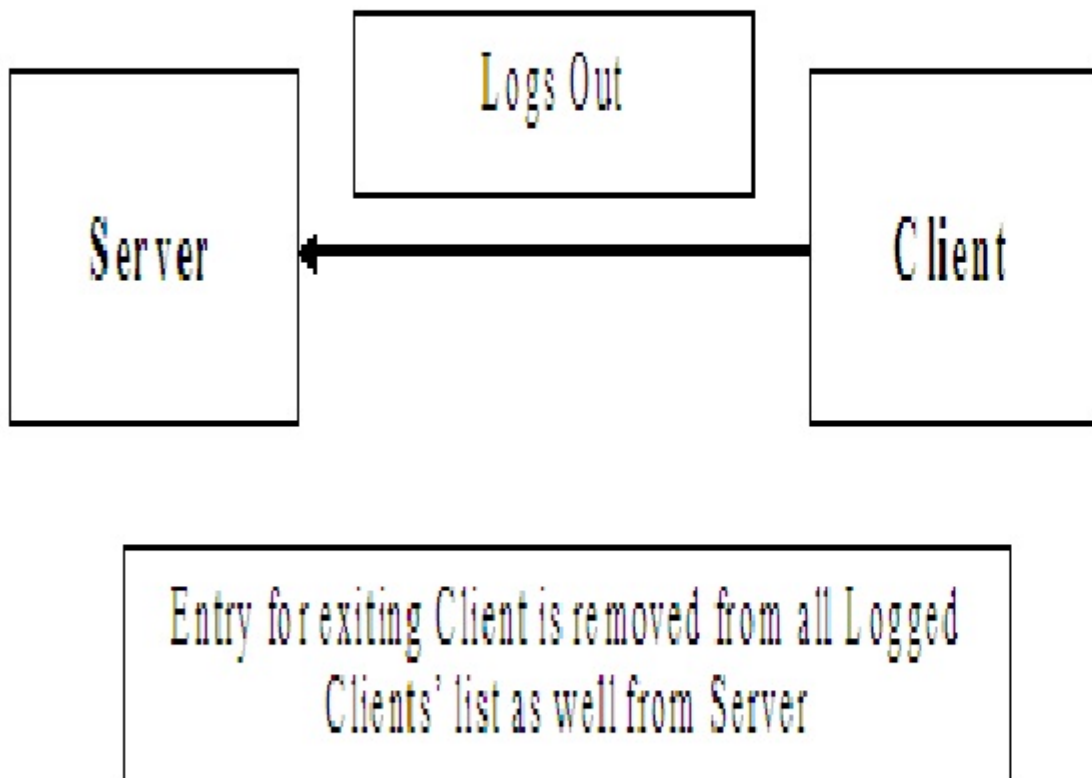 Logs Out
Server
Client
Entry for exiting Client is removed from all Logged
Clients' list as well from Server